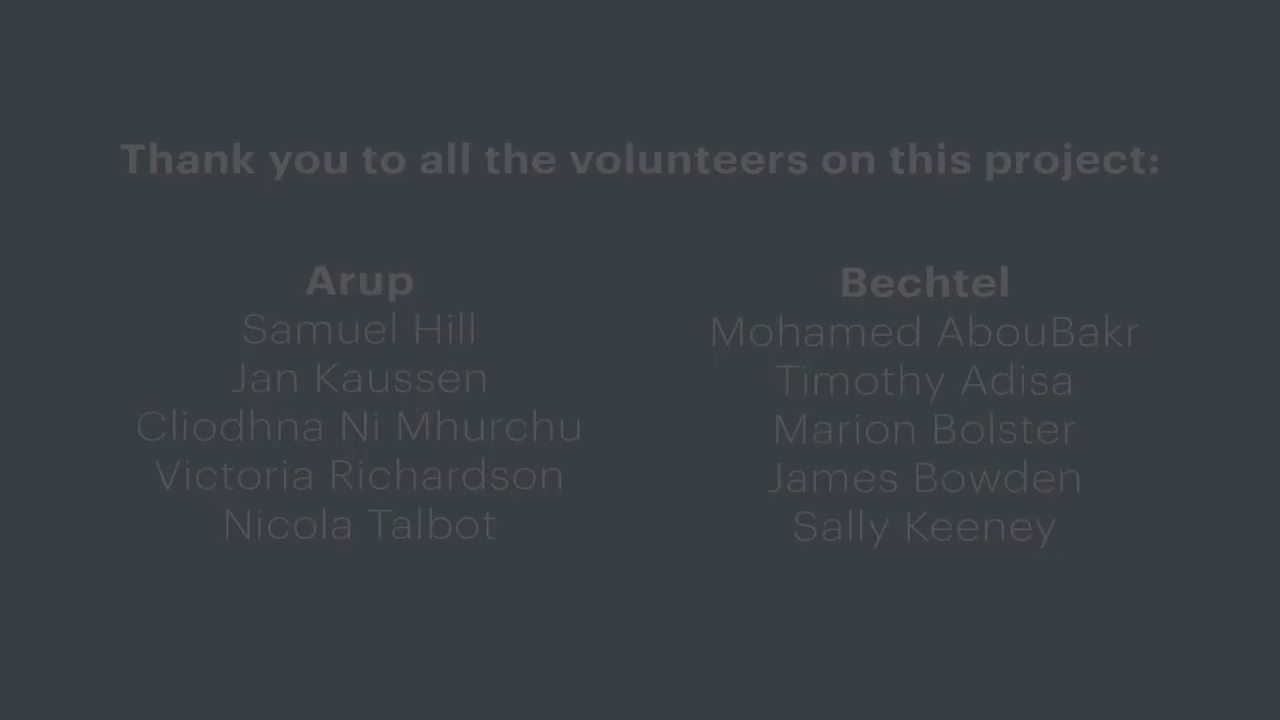 Thank you to all the volunteers on this project:
Arup
Samuel Hill
Jan Kaussen
Cliodhna Ni Mhurchu
Victoria Richardson
Nicola Talbot
Bechtel
Mohamed AbouBakr
Timothy Adisa
Marion Bolster
James Bowden
Sally Keeney